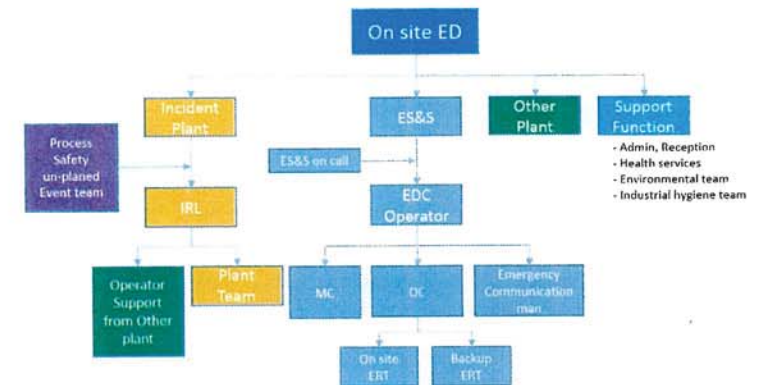 On site ED
Incident
Plant
ES&S
Other
Plant
Support
Function
- Admin, Reception
- Health services
- Environmental team
- Industrial hygiene team
Process
Safety
un-planed
Event team
ES&S on call
IRL
EDC
Operator
Operator
Support
from Other
plant
Plant
Team
MC
OC
Emergency
Communication
man
On site
ERT
Backup
ERT